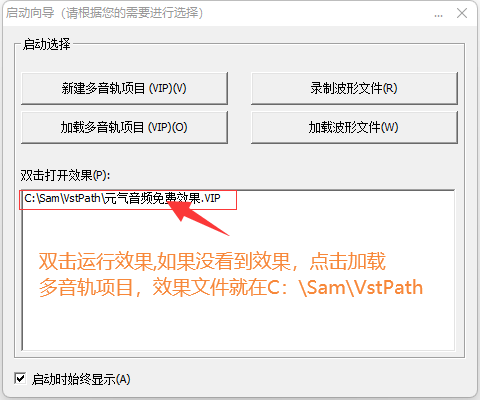 启动向导（请根据您的需要进行选择）
启动选择
新建多音轨项目 (VIP)(V)
录制波形文件(R)
加载多音轨项目 (VIP)(O)
加载波形文件(W)
双击打开效果(P):
C:\Sam\VstPath\元气音频免费效果.VIP
双击运行效果,如果没看到效果，点击加载
多音轨项目，效果文件就在C：\Sam\VstPath
启动时始终显示(A)